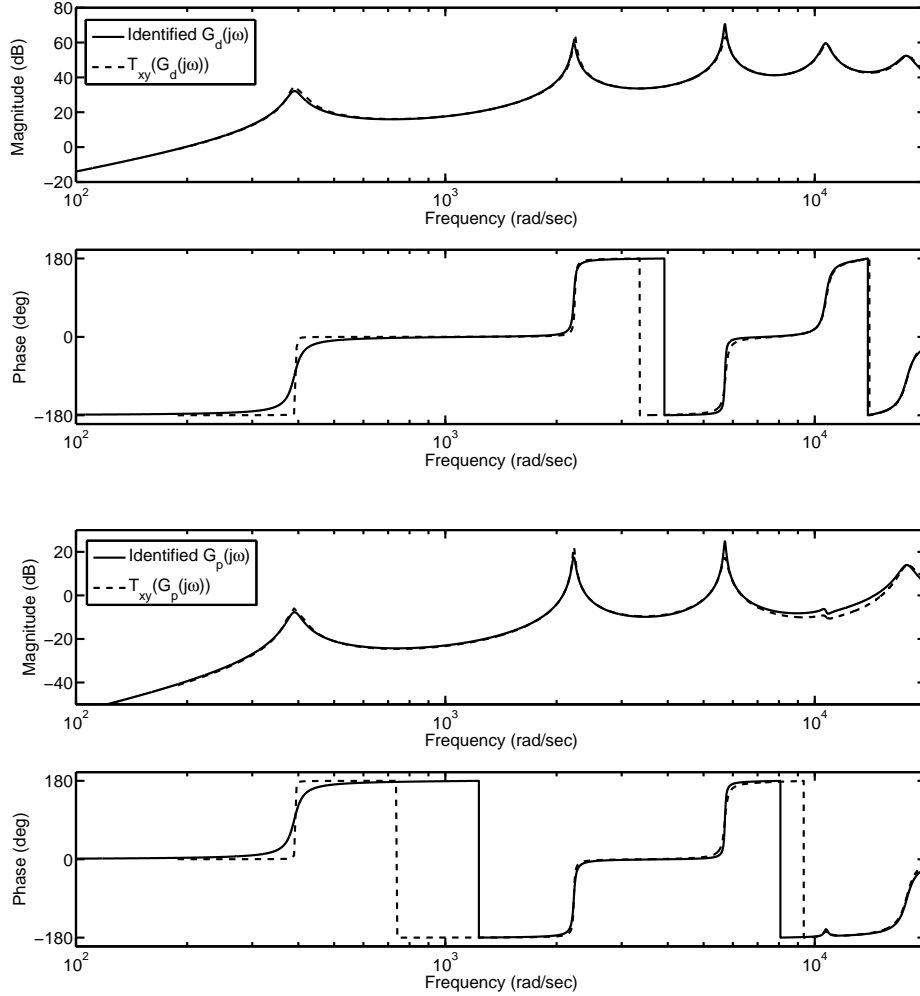 80
60
40
20
0
−20
Magnitude (dB)
Identified G_d(jω)
T_xy(G_d(jω))
10^2
10^3
10^4
Frequency (rad/sec)
180
0
−180
Phase (deg)
10^2
10^3
10^4
Frequency (rad/sec)
20
0
−20
−40
Magnitude (dB)
Identified G_p(jω)
T_xy(G_p(jω))
10^2
10^3
10^4
Frequency (rad/sec)
180
0
−180
Phase (deg)
10^2
10^3
10^4
Frequency (rad/sec)